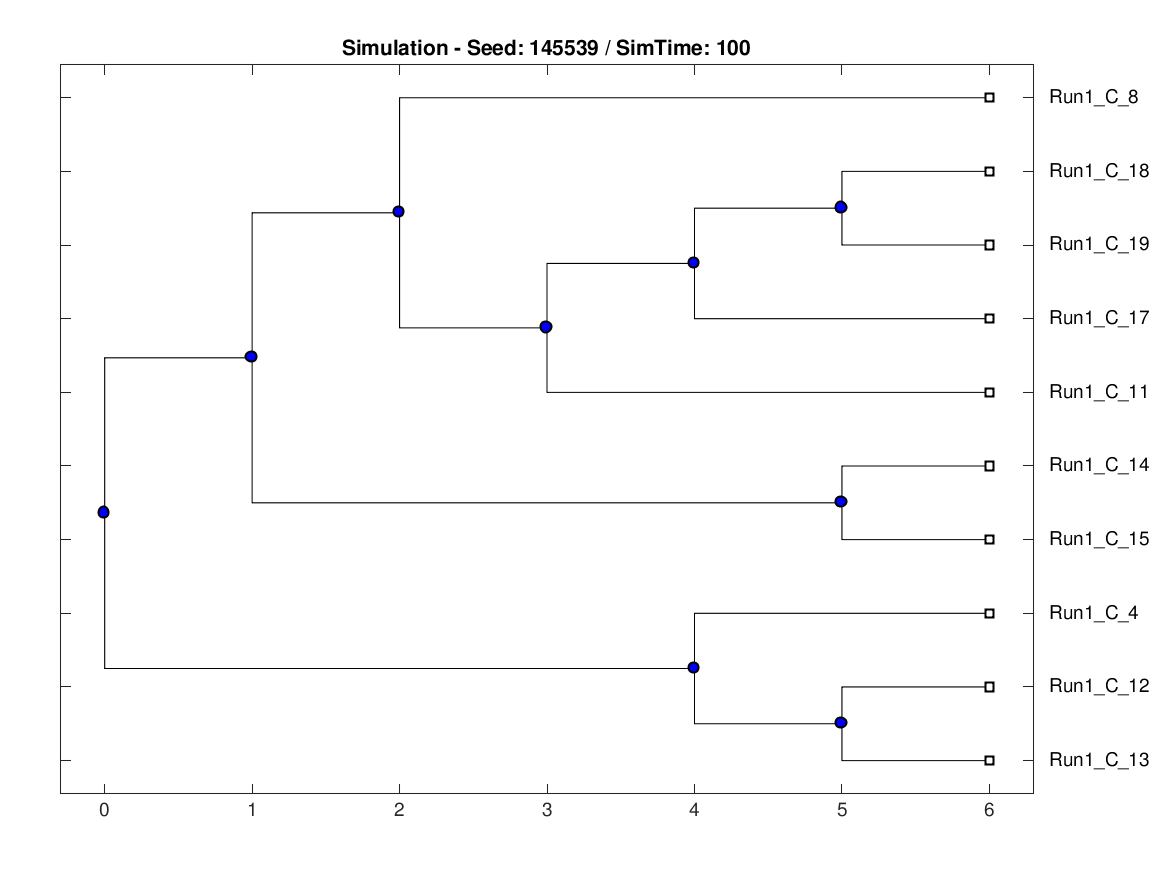 Simulation - Seed: 145539 / SimTime: 100
Run1_C_8
Run1_C_18
Run1_C_19
Run1_C_17
Run1_C_11
Run1_C_14
Run1_C_15
Run1_C_4
Run1_C_12
Run1_C_13
0 1 2 3 4 5 6